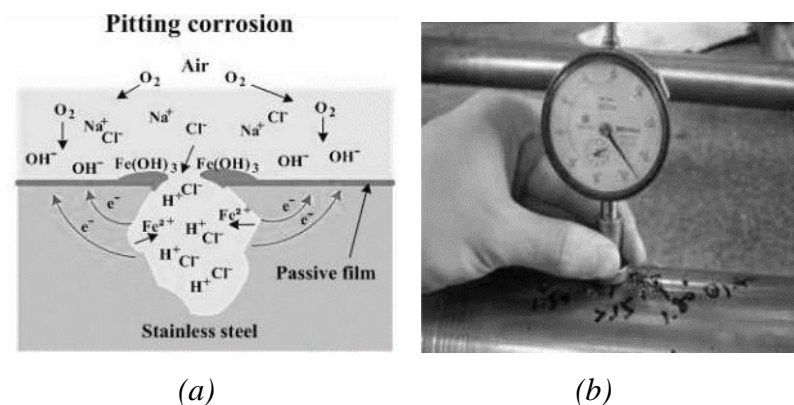 Pitting corrosion
Air
O₂ O₂
O₂ O₂
Na⁺ Na⁺ Na⁺
Cl⁻ Cl⁻ Cl⁻
OH⁻ OH⁻ Fe(OH)₃ Fe(OH)₃ OH⁻ OH⁻
H⁺Cl⁻
e⁻ e⁻ Fe²⁺ Fe²⁺ e⁻ e⁻
H⁺Cl⁻
H⁺Cl⁻
H⁺Cl⁻
Passive film
Stainless steel
(a) (b)